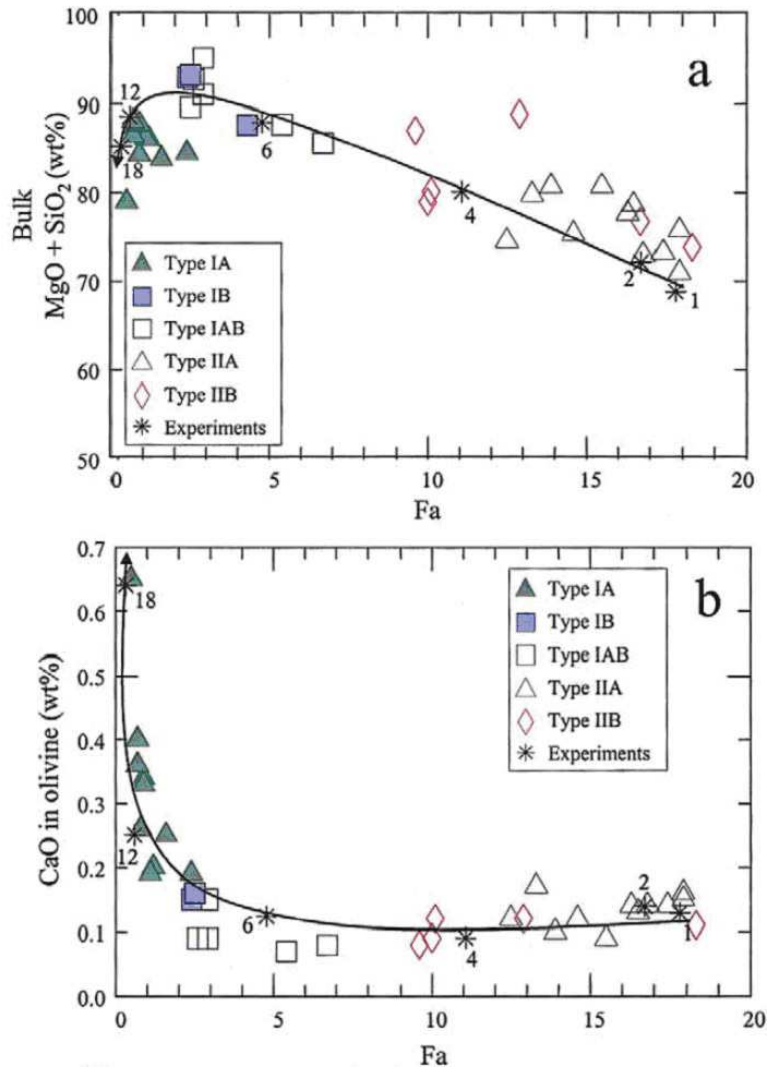 a
100
90
80
70
60
50
Bulk
MgO + SiO2 (wt%)
12
18
6
4
2
1
Type IA
Type IB
Type IAB
Type IIA
Type IIB
Experiments
0
5
10
15
20
Fa
b
0.7
0.6
0.5
0.4
0.3
0.2
0.1
0.0
CaO in olivine (wt%)
18
12
6
4
2
1
Type IA
Type IB
Type IAB
Type IIA
Type IIB
Experiments
0
5
10
15
20
Fa